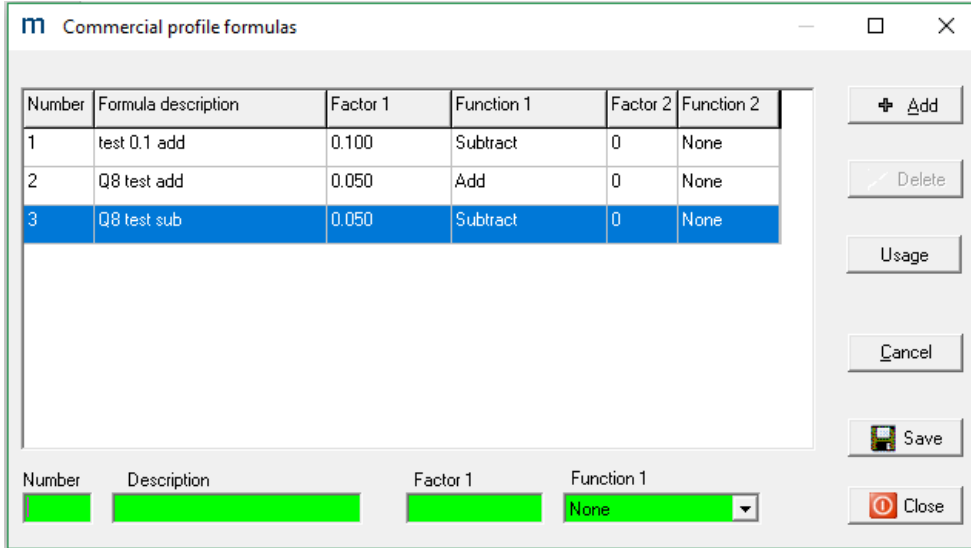 m Commercial profile formulas
Number Formula description Factor 1 Function 1 Factor 2 Function 2
1 test 0.1 add 0.100 Subtract 0 None
2 Q8 test add 0.050 Add 0 None
3 Q8 test sub 0.050 Subtract 0 None
Add
Delete
Usage
Cancel
Save
Number Description Factor 1 Function 1
None
Close